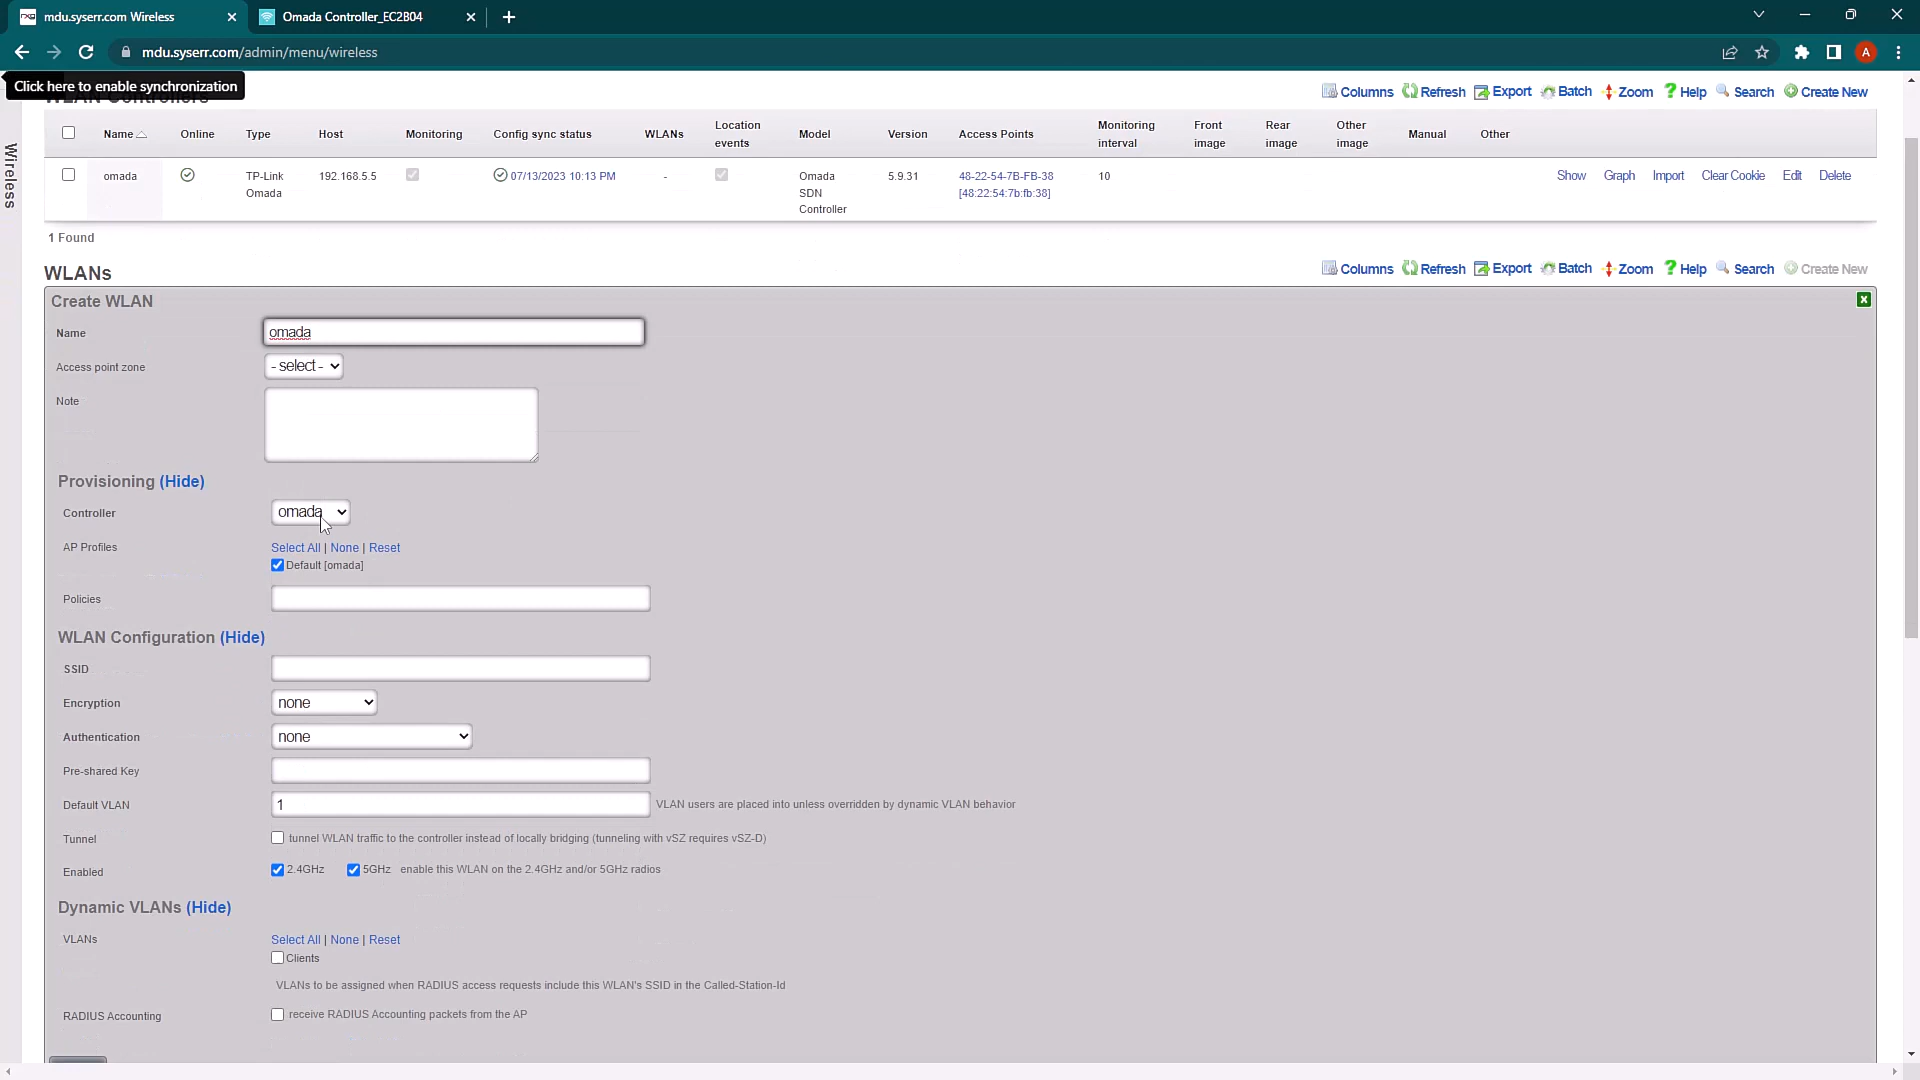 mdu.syserr.com Wireless
Omada Controller_EC2B04
mdu.syserr.com/admin/menu/wireless
A
Click here to enable synchronization
WLAN Controllers
Columns Refresh Export Batch Zoom Help Search Create New
Wireless
Name Online Type Host Monitoring Config sync status WLANs Location events Model Version Access Points Monitoring interval Front image Rear image Other image Manual Other
omada TP-Link Omada 192.168.5.5 07/13/2023 10:13 PM - Omada SDN Controller 5.9.31 48-22-54-7B-FB-38 [48:22:54:7b:fb:38] 10 Show Graph Import Clear Cookie Edit Delete
1 Found
WLANs
Columns Refresh Export Batch Zoom Help Search Create New
Create WLAN
Name omada
Access point zone - select -
Note
Provisioning (Hide)
Controller omada
AP Profiles Select All | None | Reset
Default [omada]
Policies
WLAN Configuration (Hide)
SSID
Encryption none
Authentication none
Pre-shared Key
Default VLAN 1 VLAN users are placed into unless overridden by dynamic VLAN behavior
Tunnel tunnel WLAN traffic to the controller instead of locally bridging (tunneling with vSZ requires vSZ-D)
Enabled 2.4GHz 5GHz enable this WLAN on the 2.4GHz and/or 5GHz radios
Dynamic VLANs (Hide)
VLANs Select All | None | Reset
Clients
VLANs to be assigned when RADIUS access requests include this WLAN's SSID in the Called-Station-Id
RADIUS Accounting receive RADIUS Accounting packets from the AP